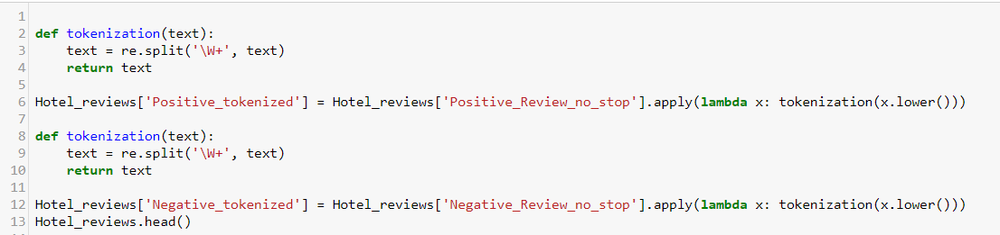 1
2 def tokenization(text):
3     text = re.split('\W+', text)
4     return text
5
6 Hotel_reviews['Positive_tokenized'] = Hotel_reviews['Positive_Review_no_stop'].apply(lambda x: tokenization(x.lower()))
7
8 def tokenization(text):
9     text = re.split('\W+', text)
10     return text
11
12 Hotel_reviews['Negative_tokenized'] = Hotel_reviews['Negative_Review_no_stop'].apply(lambda x: tokenization(x.lower()))
13 Hotel_reviews.head()